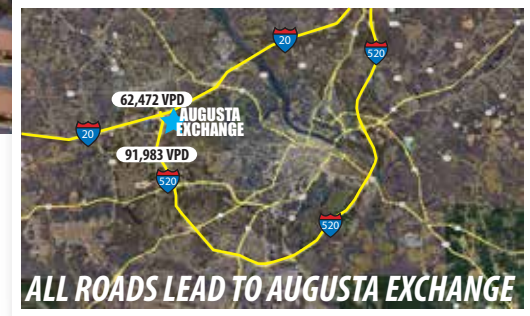 20
520
62,472 VPD
AUGUSTA
EXCHANGE
20
91,983 VPD
520
520
ALL ROADS LEAD TO AUGUSTA EXCHANGE